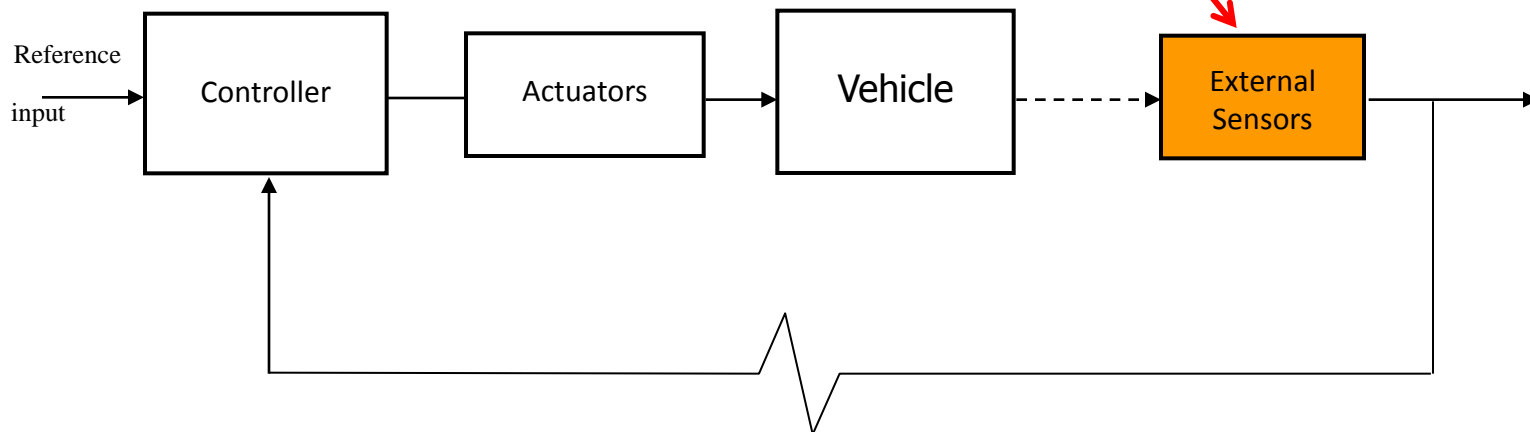 Reference
input
Controller
Actuators
Vehicle
External
Sensors